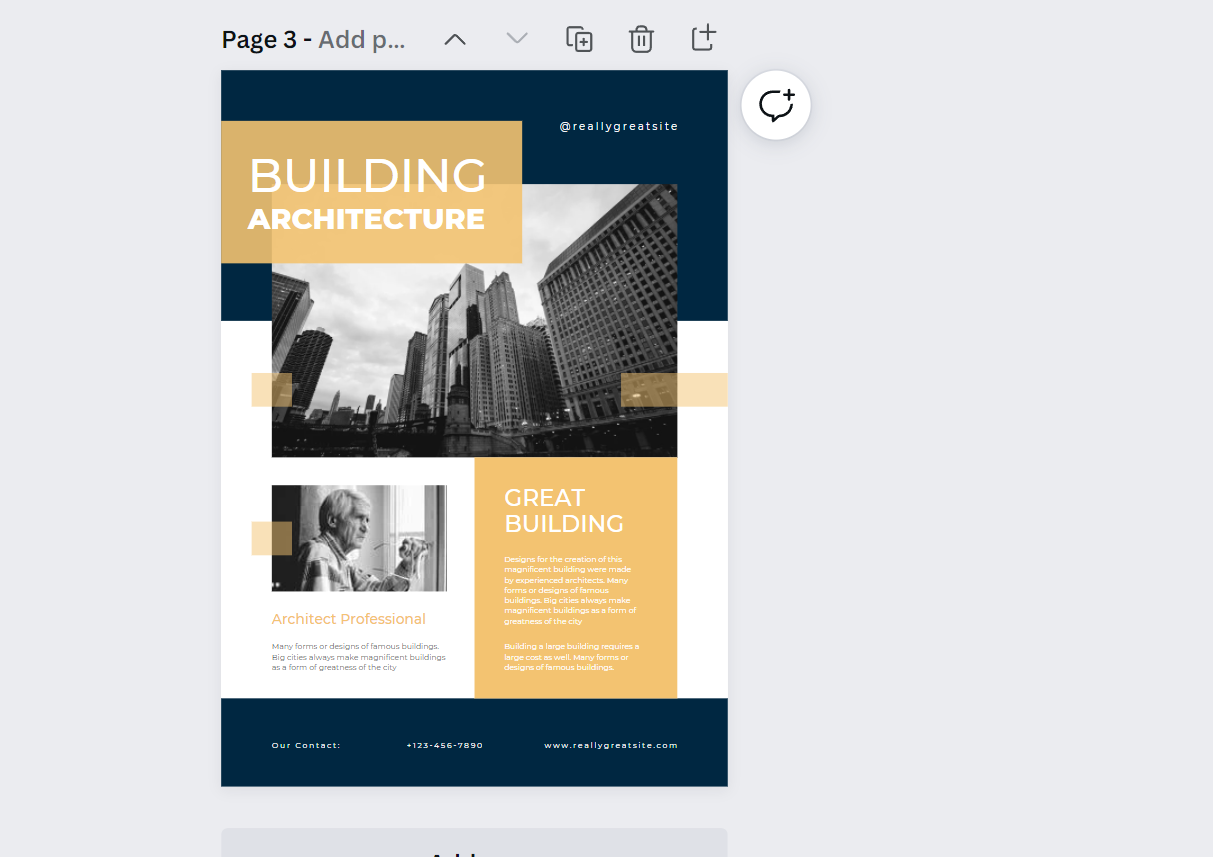 Page 3 - Add p...
@reallygreatsite
BUILDING
ARCHITECTURE
GREAT
BUILDING
Designs for the creation of this
magnificent building were made
by experienced architects. Many
forms or designs of famous
buildings. Big cities always make
magnificent buildings as a form of
greatness of the city
Building a large building requires a
large cost as well. Many forms or
designs of famous buildings.
Architect Professional
Many forms or designs of famous buildings.
Big cities always make magnificent buildings
as a form of greatness of the city
Our Contact:
+123-456-7890
www.reallygreatsite.com